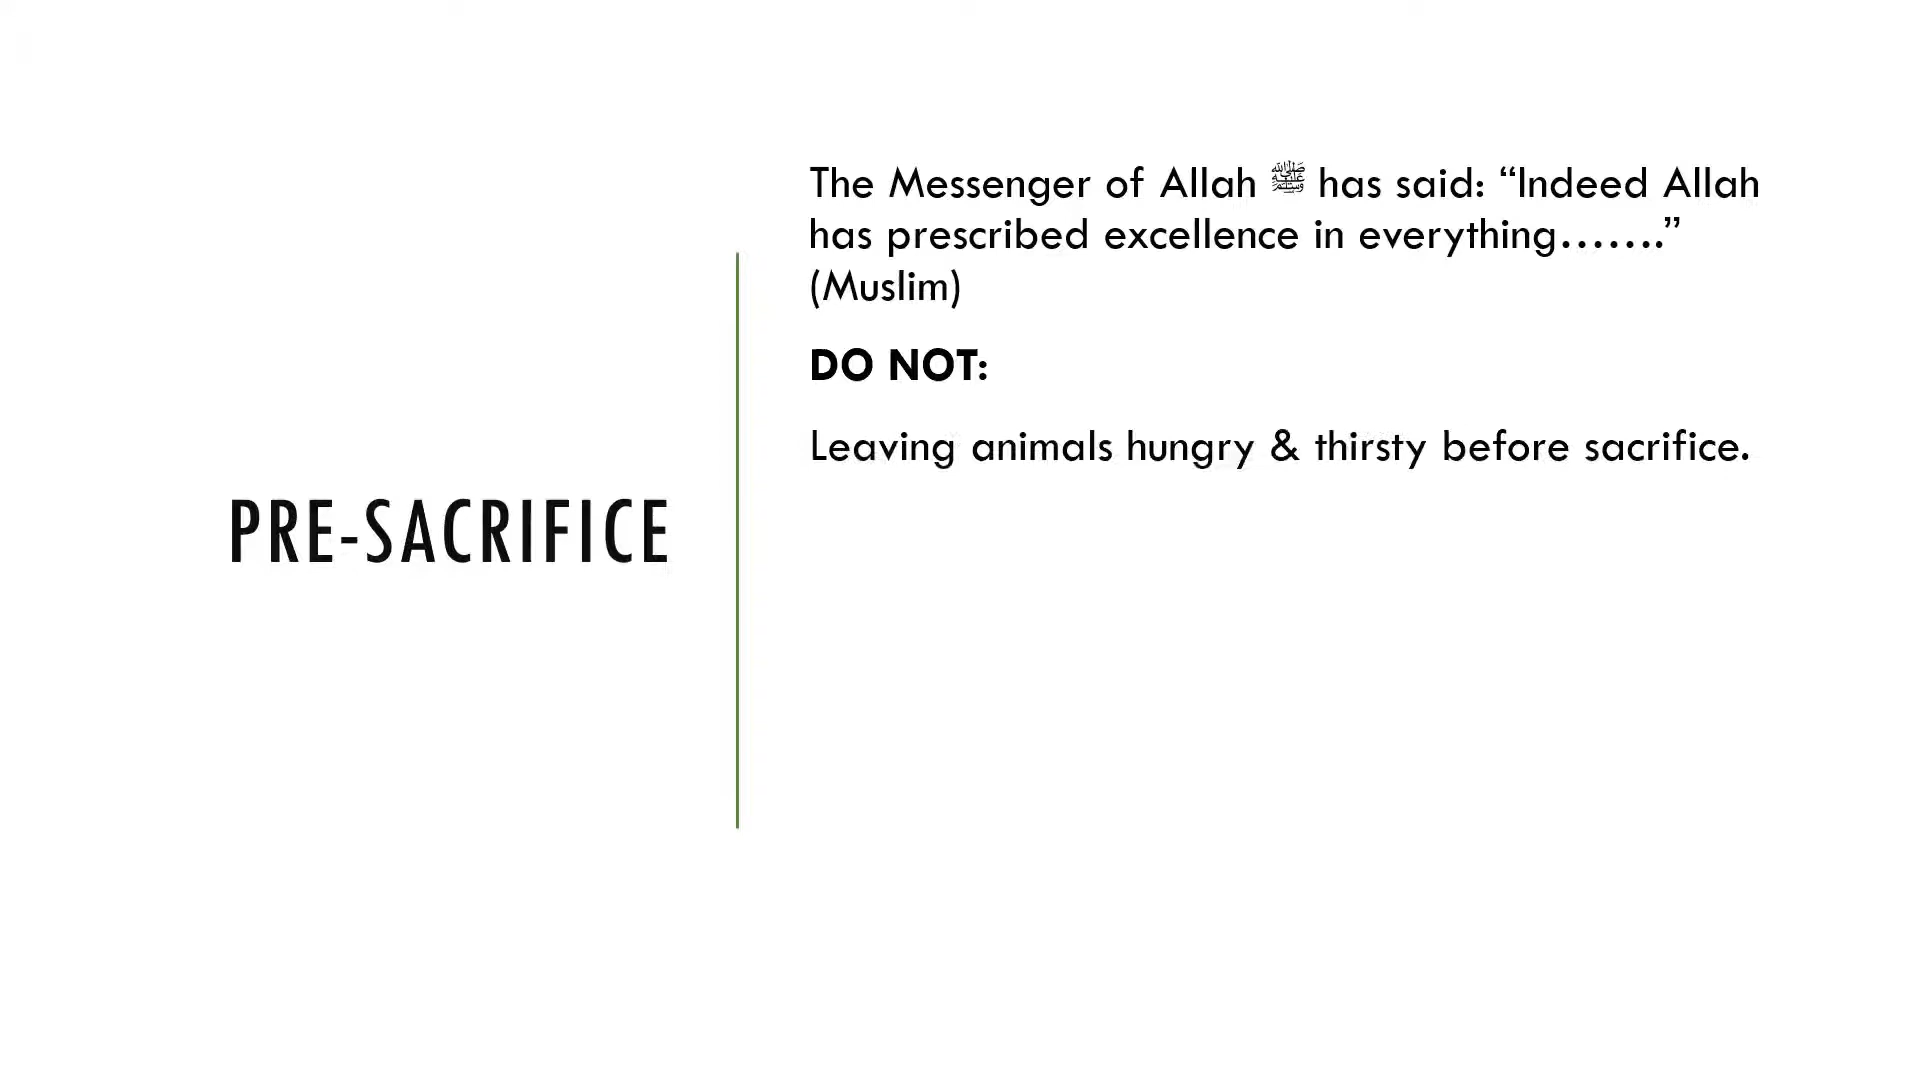 PRE-SACRIFICE
The Messenger of Allah ﷺ has said: “Indeed Allah
has prescribed excellence in everything.......”
(Muslim)
DO NOT:
Leaving animals hungry & thirsty before sacrifice.